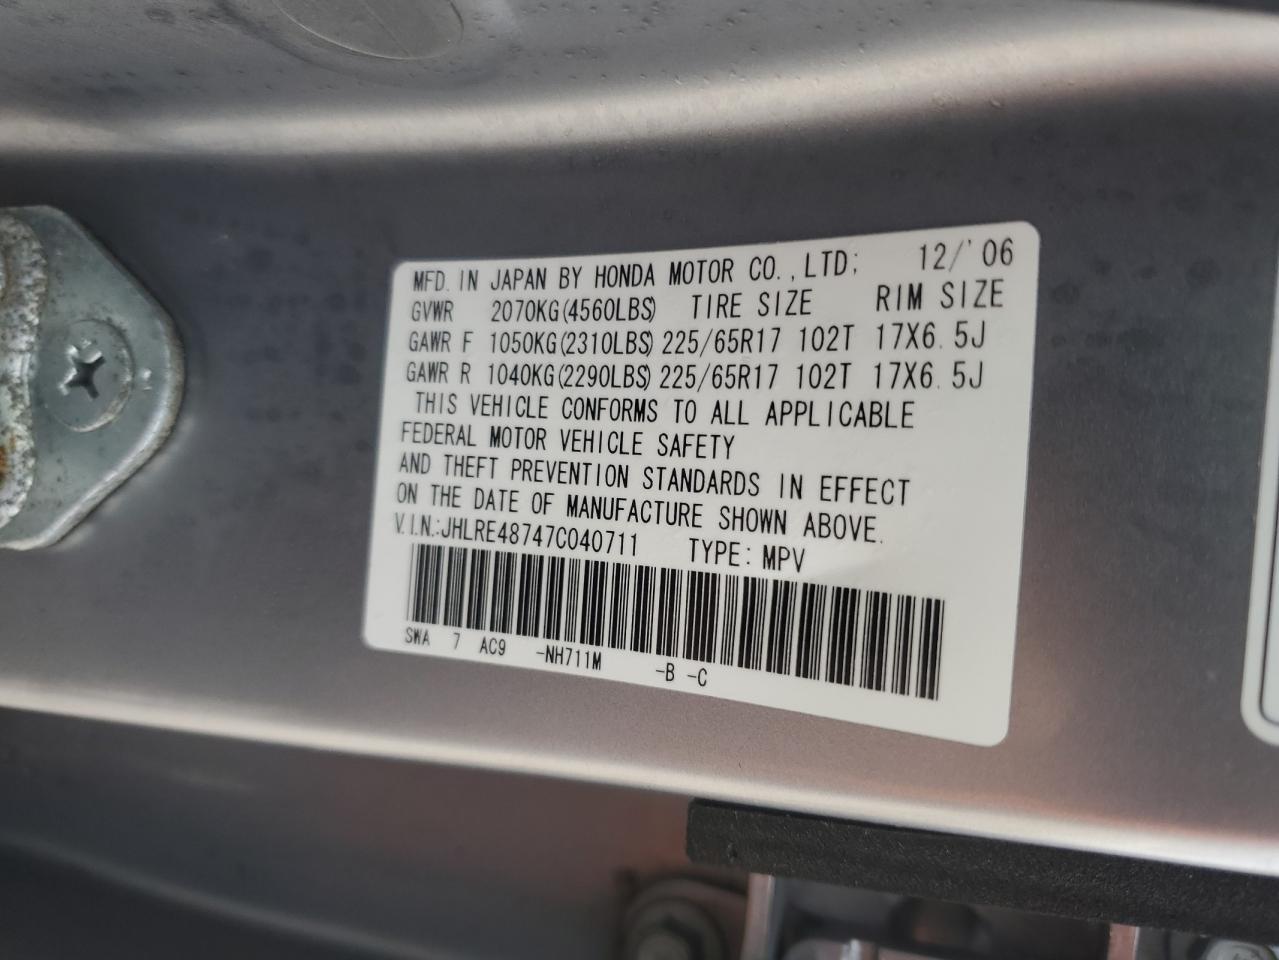 MFD. IN JAPAN BY HONDA MOTOR CO., LTD; 12/'06
GVWR 2070KG(4560LBS) TIRE SIZE RIM SIZE
GAWR F 1050KG(2310LBS) 225/65R17 102T 17X6.5J
GAWR R 1040KG(2290LBS) 225/65R17 102T 17X6.5J
THIS VEHICLE CONFORMS TO ALL APPLICABLE
FEDERAL MOTOR VEHICLE SAFETY
AND THEFT PREVENTION STANDARDS IN EFFECT
ON THE DATE OF MANUFACTURE SHOWN ABOVE.
V.I.N.:JHLRE48747C040711 TYPE: MPV
SWA 7 AC9 -NH711M -B -C